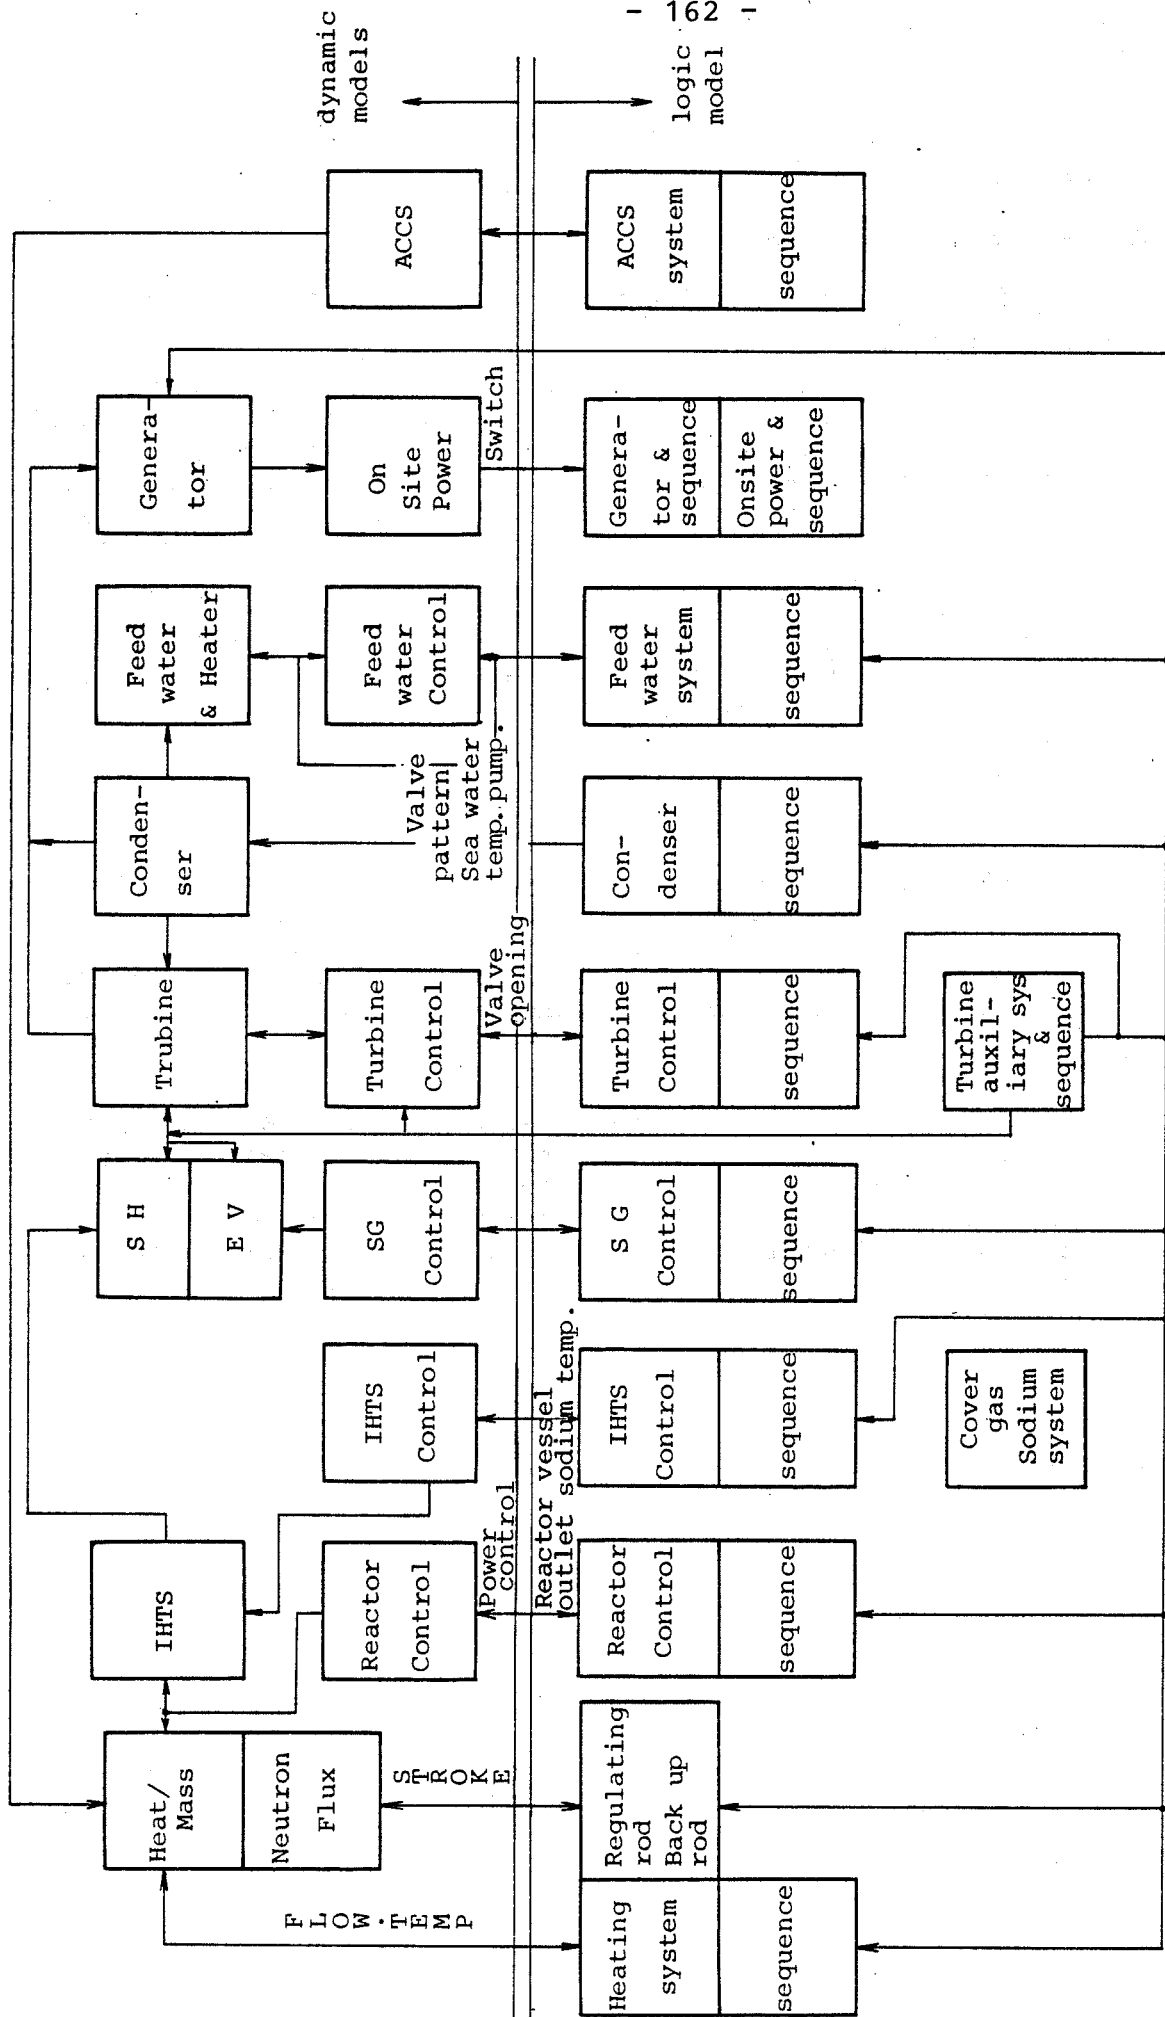 - 162 -
dynamic
models
logic
model
Heat/
Mass
Neutron
Flux
IHTS
S H
E V
Trubine
Conden-
ser
Feed
water
& Heater
Genera-
tor
Reactor
Control
IHTS
Control
SG
Control
Turbine
Control
Feed
water
Control
On
Site
Power
ACCS
FLOW·TEMP
STROKE
Power
control
Reactor vessel
outlet sodium temp.
Valve
opening
Valve
pattern
Sea water
temp. pump.
Switch
Heating
system
sequence
Regulating
rod
Back up
rod
Reactor
Control
sequence
IHTS
Control
sequence
S G
Control
sequence
Turbine
Control
sequence
Con-
denser
sequence
Feed
water
system
sequence
Genera-
tor &
sequence
Onsite
power &
sequence
ACCS
system
sequence
Cover
gas
Sodium
system
Turbine
auxil-
iary sys
&
sequence